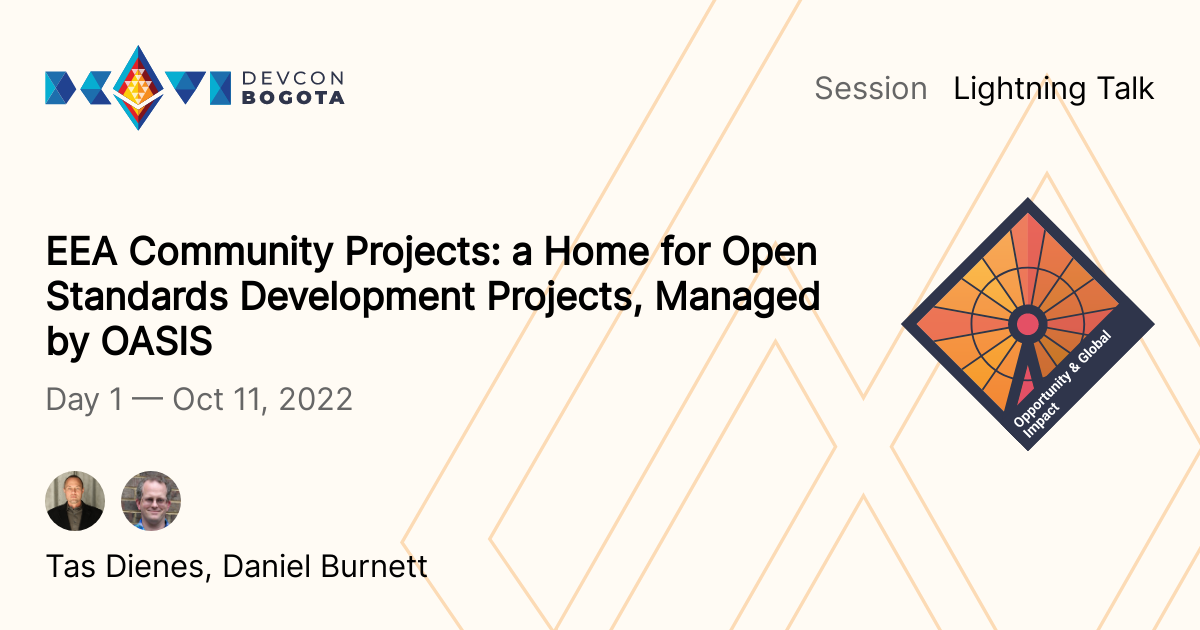 DEVCON
BOGOTA
Session Lightning Talk
EEA Community Projects: a Home for Open
Standards Development Projects, Managed
by OASIS
Day 1 — Oct 11, 2022
Opportunity & Global
Impact
Tas Dienes, Daniel Burnett